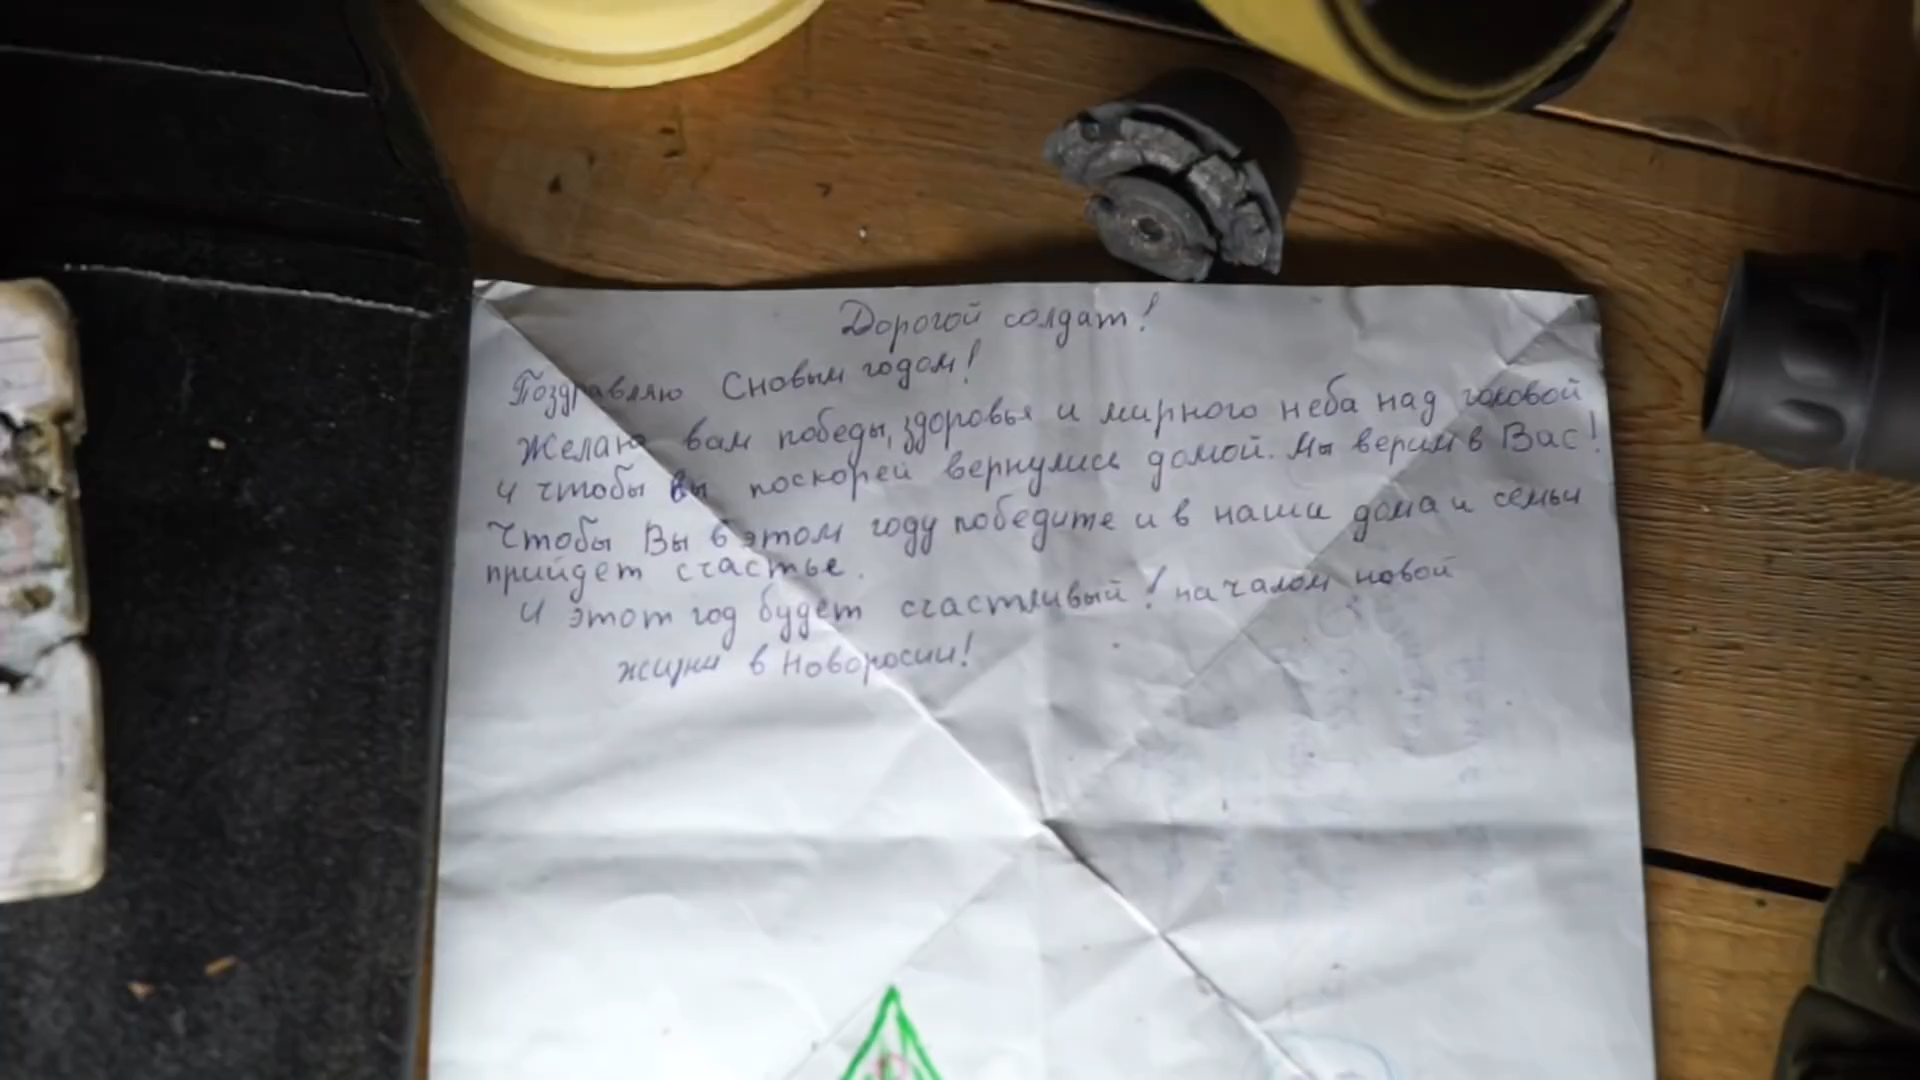 Дорогой солдат!
Поздравляю Сновым годом!
Желаю вам победы, здоровья и мирного неба над головой
и чтобы вы поскорей вернулись домой. Мы верим в Вас!
Чтобы Вы в этом году победите и в наши дома и семьи
прийдет счастье.
И этот год будет счастливый! началом новой
жизни в Новоросии!